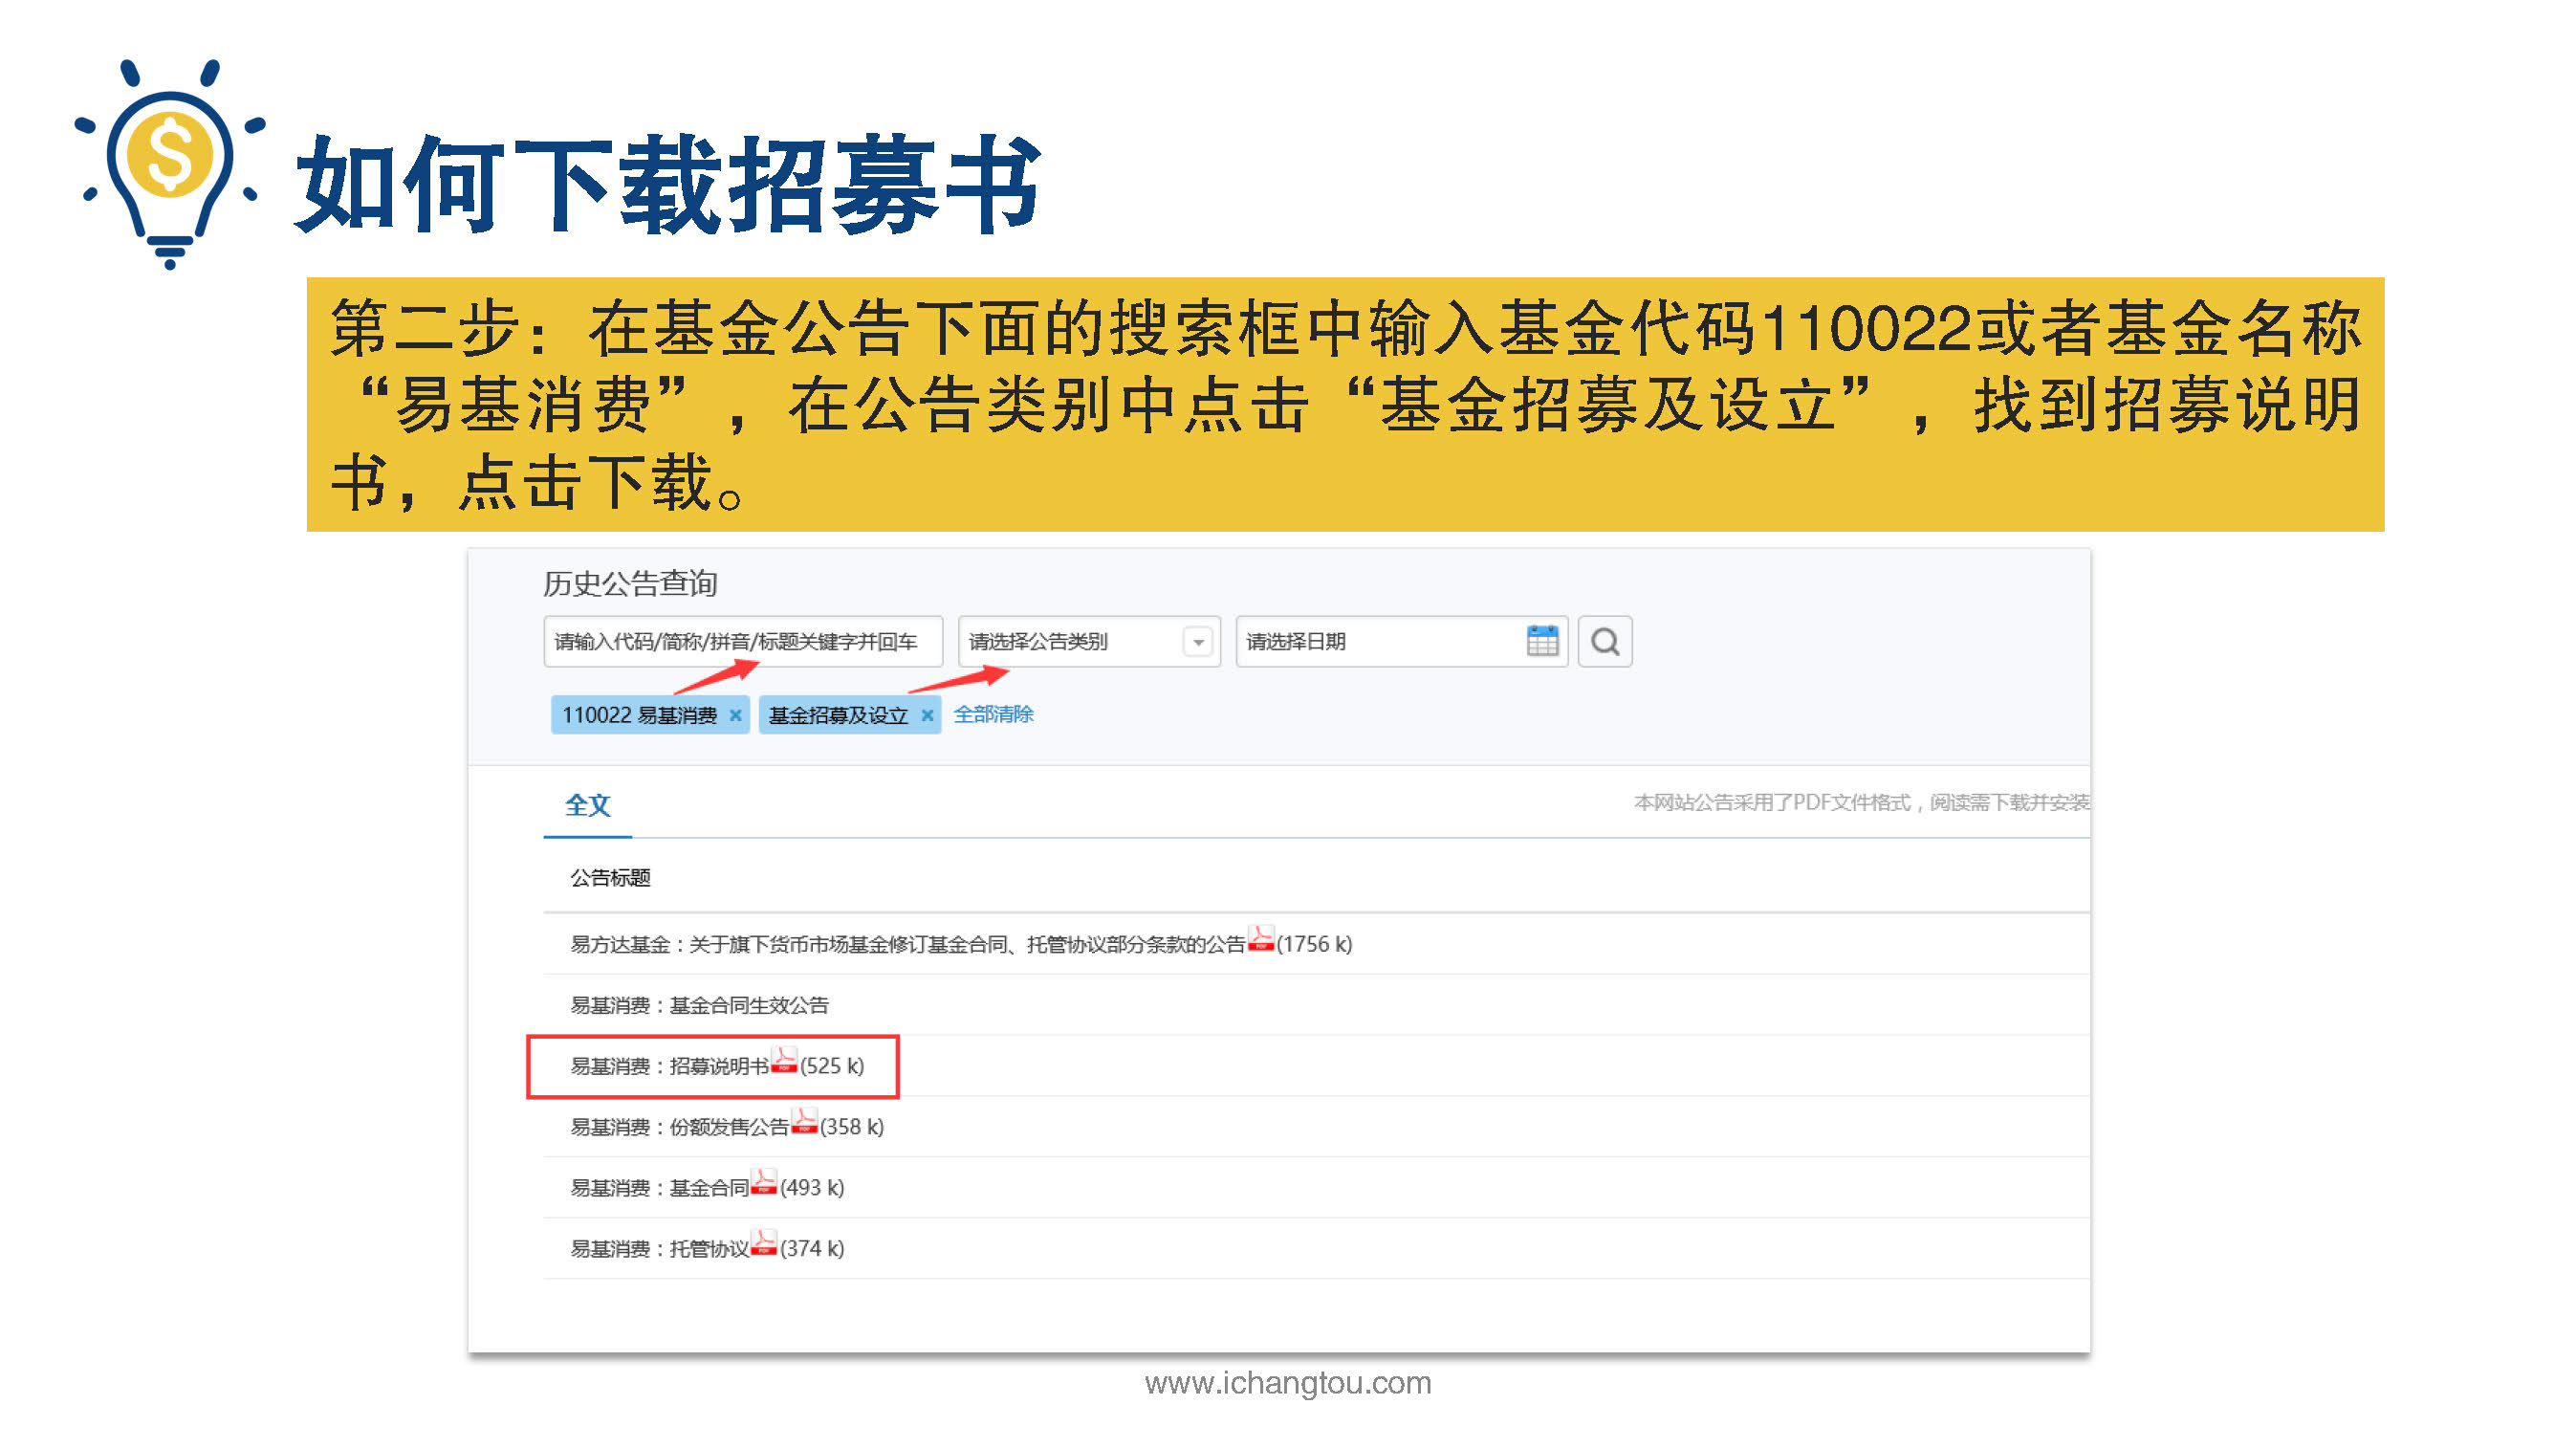 如何下载招募书
第二步：在基金公告下面的搜索框中输入基金代码110022或者基金名称
“易基消费”，在公告类别中点击“基金招募及设立”，找到招募说明
书，点击下载。
历史公告查询
请输入代码/简称/拼音/标题关键字并回车 请选择公告类别 请选择日期
110022 易基消费 × 基金招募及设立 × 全部清除
全文 本网站公告采用了PDF文件格式，阅读需下载并安装
公告标题
易方达基金：关于旗下货币市场基金修订基金合同、托管协议部分条款的公告(1756 k)
易基消费：基金合同生效公告
易基消费：招募说明书(525 k)
易基消费：份额发售公告(358 k)
易基消费：基金合同(493 k)
易基消费：托管协议(374 k)
www.ichangtou.com